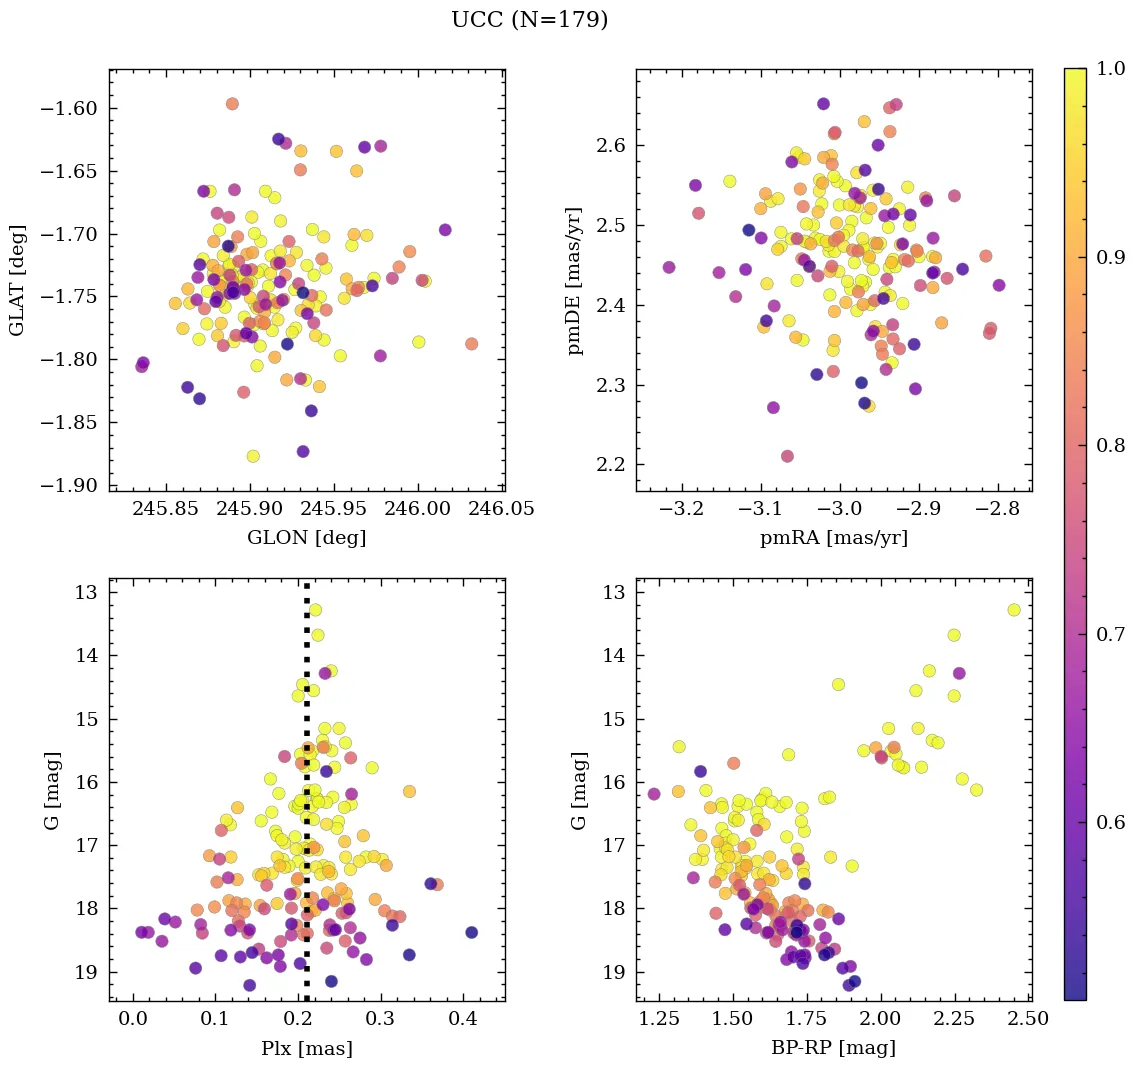 UCC (N=179)
−1.60
−1.65
−1.70
−1.75
−1.80
−1.85
−1.90
GLAT [deg]
245.85 245.90 245.95 246.00 246.05
GLON [deg]
2.6
2.5
2.4
2.3
2.2
pmDE [mas/yr]
−3.2 −3.1 −3.0 −2.9 −2.8
pmRA [mas/yr]
1.0
0.9
0.8
0.7
0.6
13
14
15
16
17
18
19
G [mag]
0.0 0.1 0.2 0.3 0.4
Plx [mas]
13
14
15
16
17
18
19
G [mag]
1.25 1.50 1.75 2.00 2.25 2.50
BP-RP [mag]